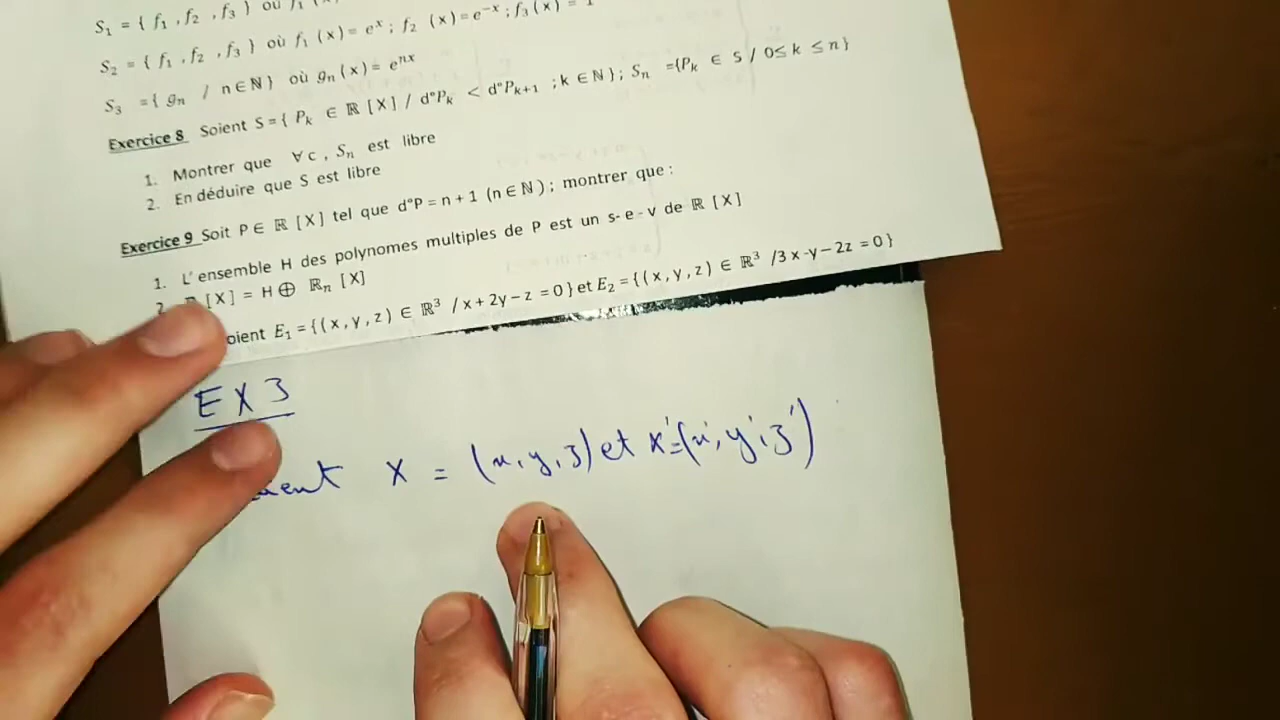 S₁ = { f₁ , f₂ , f₃ } où
S₂ = { f₁ , f₂ , f₃ } où f₁ (x) = eˣ ; f₂ (x) = e⁻ˣ ; f₃ (x) =
S₃ = { gₙ / n ∈ ℕ } où gₙ (x) = eⁿˣ
Exercice 8 Soient S = { Pₖ ∈ ℝ [X] / d°Pₖ < d°Pₖ₊₁ ; k ∈ ℕ } ; Sₙ = {Pₖ ∈ S / 0 ≤ k ≤ n }
1. Montrer que ∀ c , Sₙ est libre
2. En déduire que S est libre
Exercice 9 Soit P ∈ ℝ [X] tel que d°P = n + 1 (n ∈ ℕ) ; montrer que :
1. L' ensemble H des polynomes multiples de P est un s- e - v de ℝ [X]
2. [X] = H ⊕ ℝₙ [X]
oient E₁ = { ( x , y , z ) ∈ ℝ³ / x + 2y − z = 0 } et E₂ = { ( x , y , z ) ∈ ℝ³ /3 x -y − 2z = 0 }
EX 3
X = (x, y, z) et X' = (x', y', z')